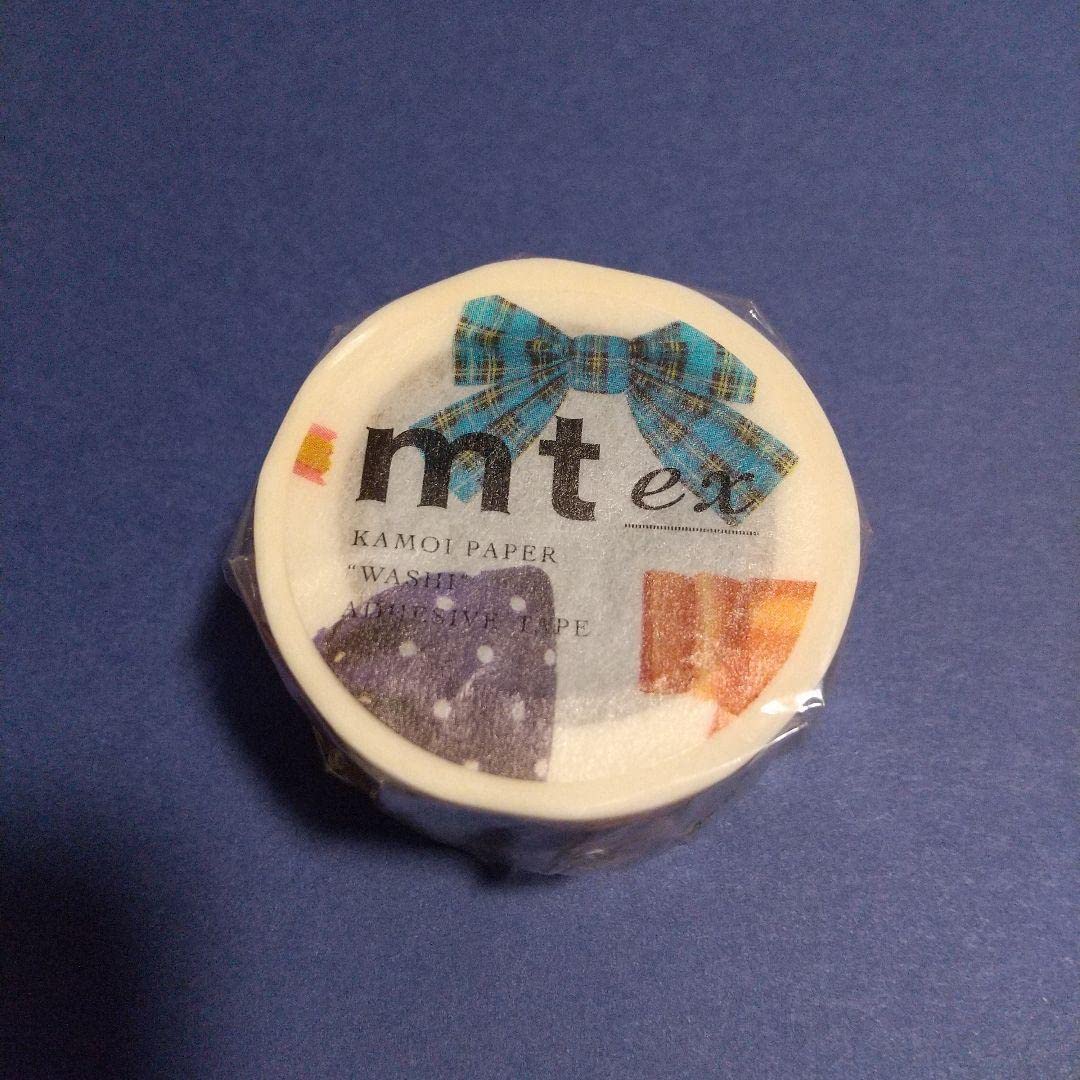 mt ex
KAMOI PAPER
“WASHI”
ADHESIVE TAPE